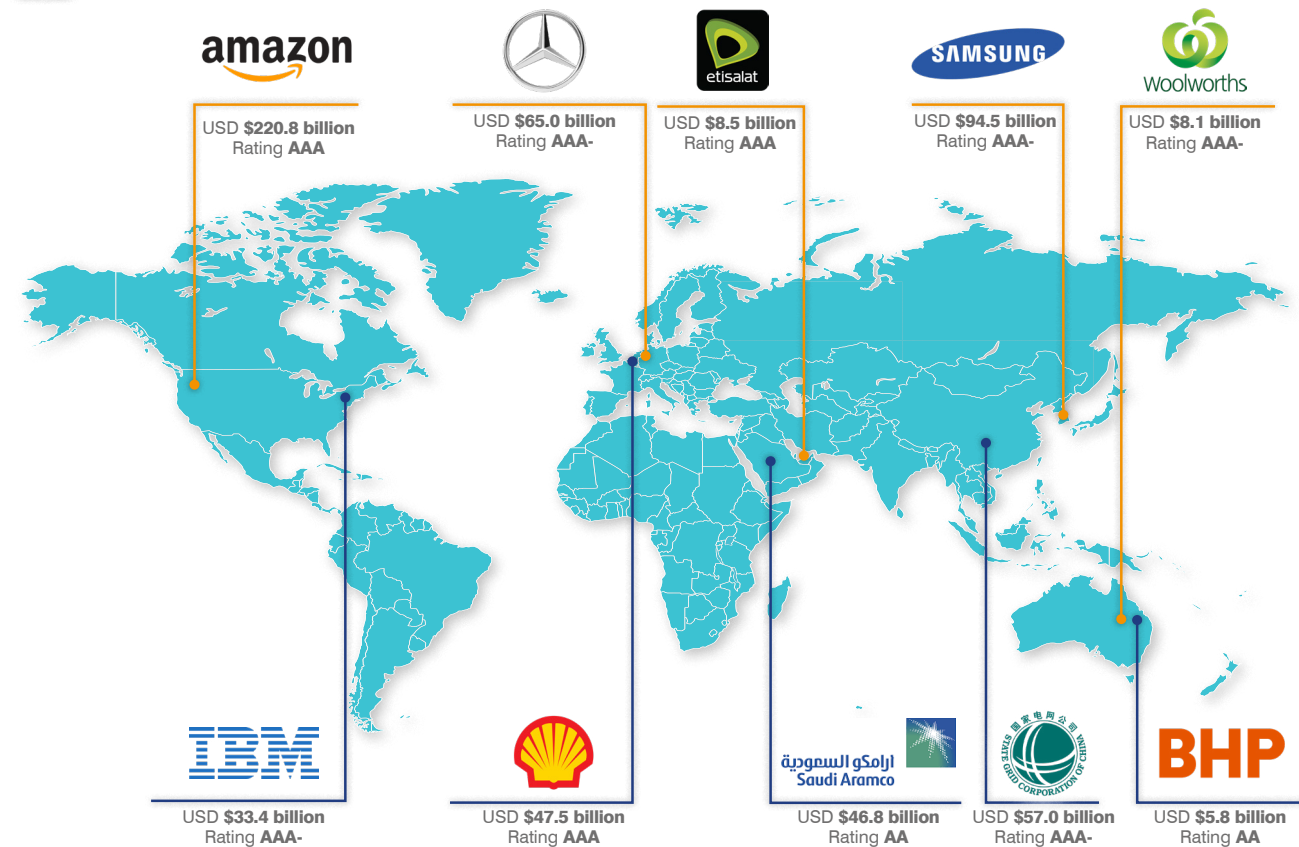 amazon
USD $220.8 billion
Rating AAA
USD $65.0 billion
Rating AAA-
etisalat
USD $8.5 billion
Rating AAA
SAMSUNG
USD $94.5 billion
Rating AAA-
Woolworths
USD $8.1 billion
Rating AAA-
IBM
USD $33.4 billion
Rating AAA-
USD $47.5 billion
Rating AAA
ارامكو السعودية
Saudi Aramco
USD $46.8 billion
Rating AA
国家电网公司
STATE GRID CORPORATION OF CHINA
USD $57.0 billion
Rating AAA-
BHP
USD $5.8 billion
Rating AA